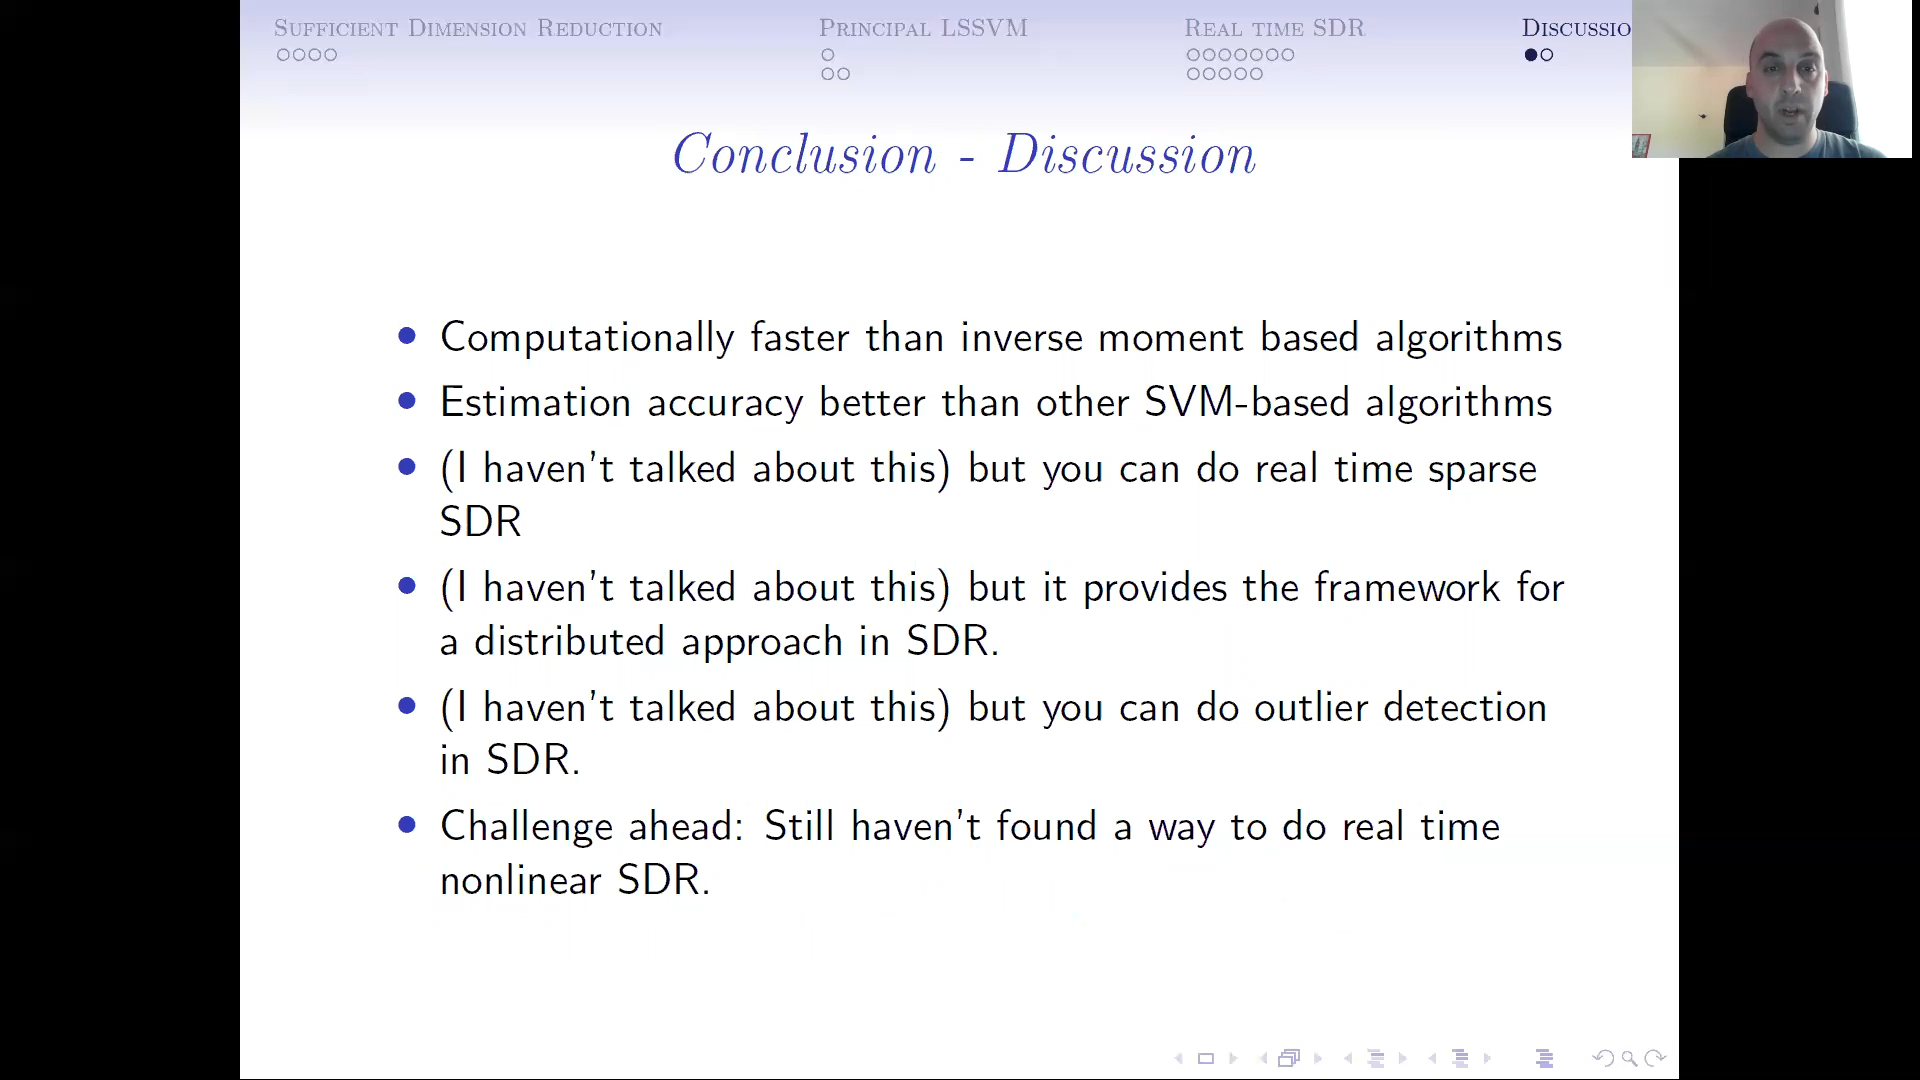 Sufficient Dimension Reduction
Principal LSSVM
Real time SDR
Discussio
Conclusion - Discussion
Computationally faster than inverse moment based algorithms
Estimation accuracy better than other SVM-based algorithms
(I haven't talked about this) but you can do real time sparse
SDR
(I haven't talked about this) but it provides the framework for
a distributed approach in SDR.
(I haven't talked about this) but you can do outlier detection
in SDR.
Challenge ahead: Still haven't found a way to do real time
nonlinear SDR.